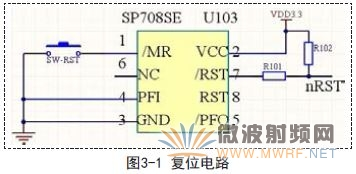 SP708SE U103
VDD3.3
1 /MR VCC 2
SW-RST
R102
6 NC /RST 7
R101
nRST
4 PFI RST 8
3 GND /PFO 5
微波射频网
WWW.MWRF.NET
图3-1 复位电路